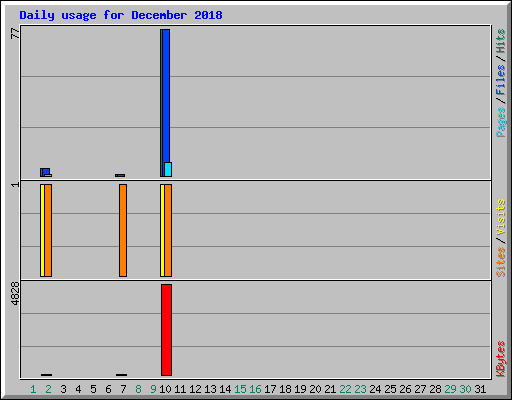 Daily usage for December 2018
77
1
4828
Pages/Files/Hits
Sites/Visits
KBytes
1 2 3 4 5 6 7 8 9 10 11 12 13 14 15 16 17 18 19 20 21 22 23 24 25 26 27 28 29 30 31